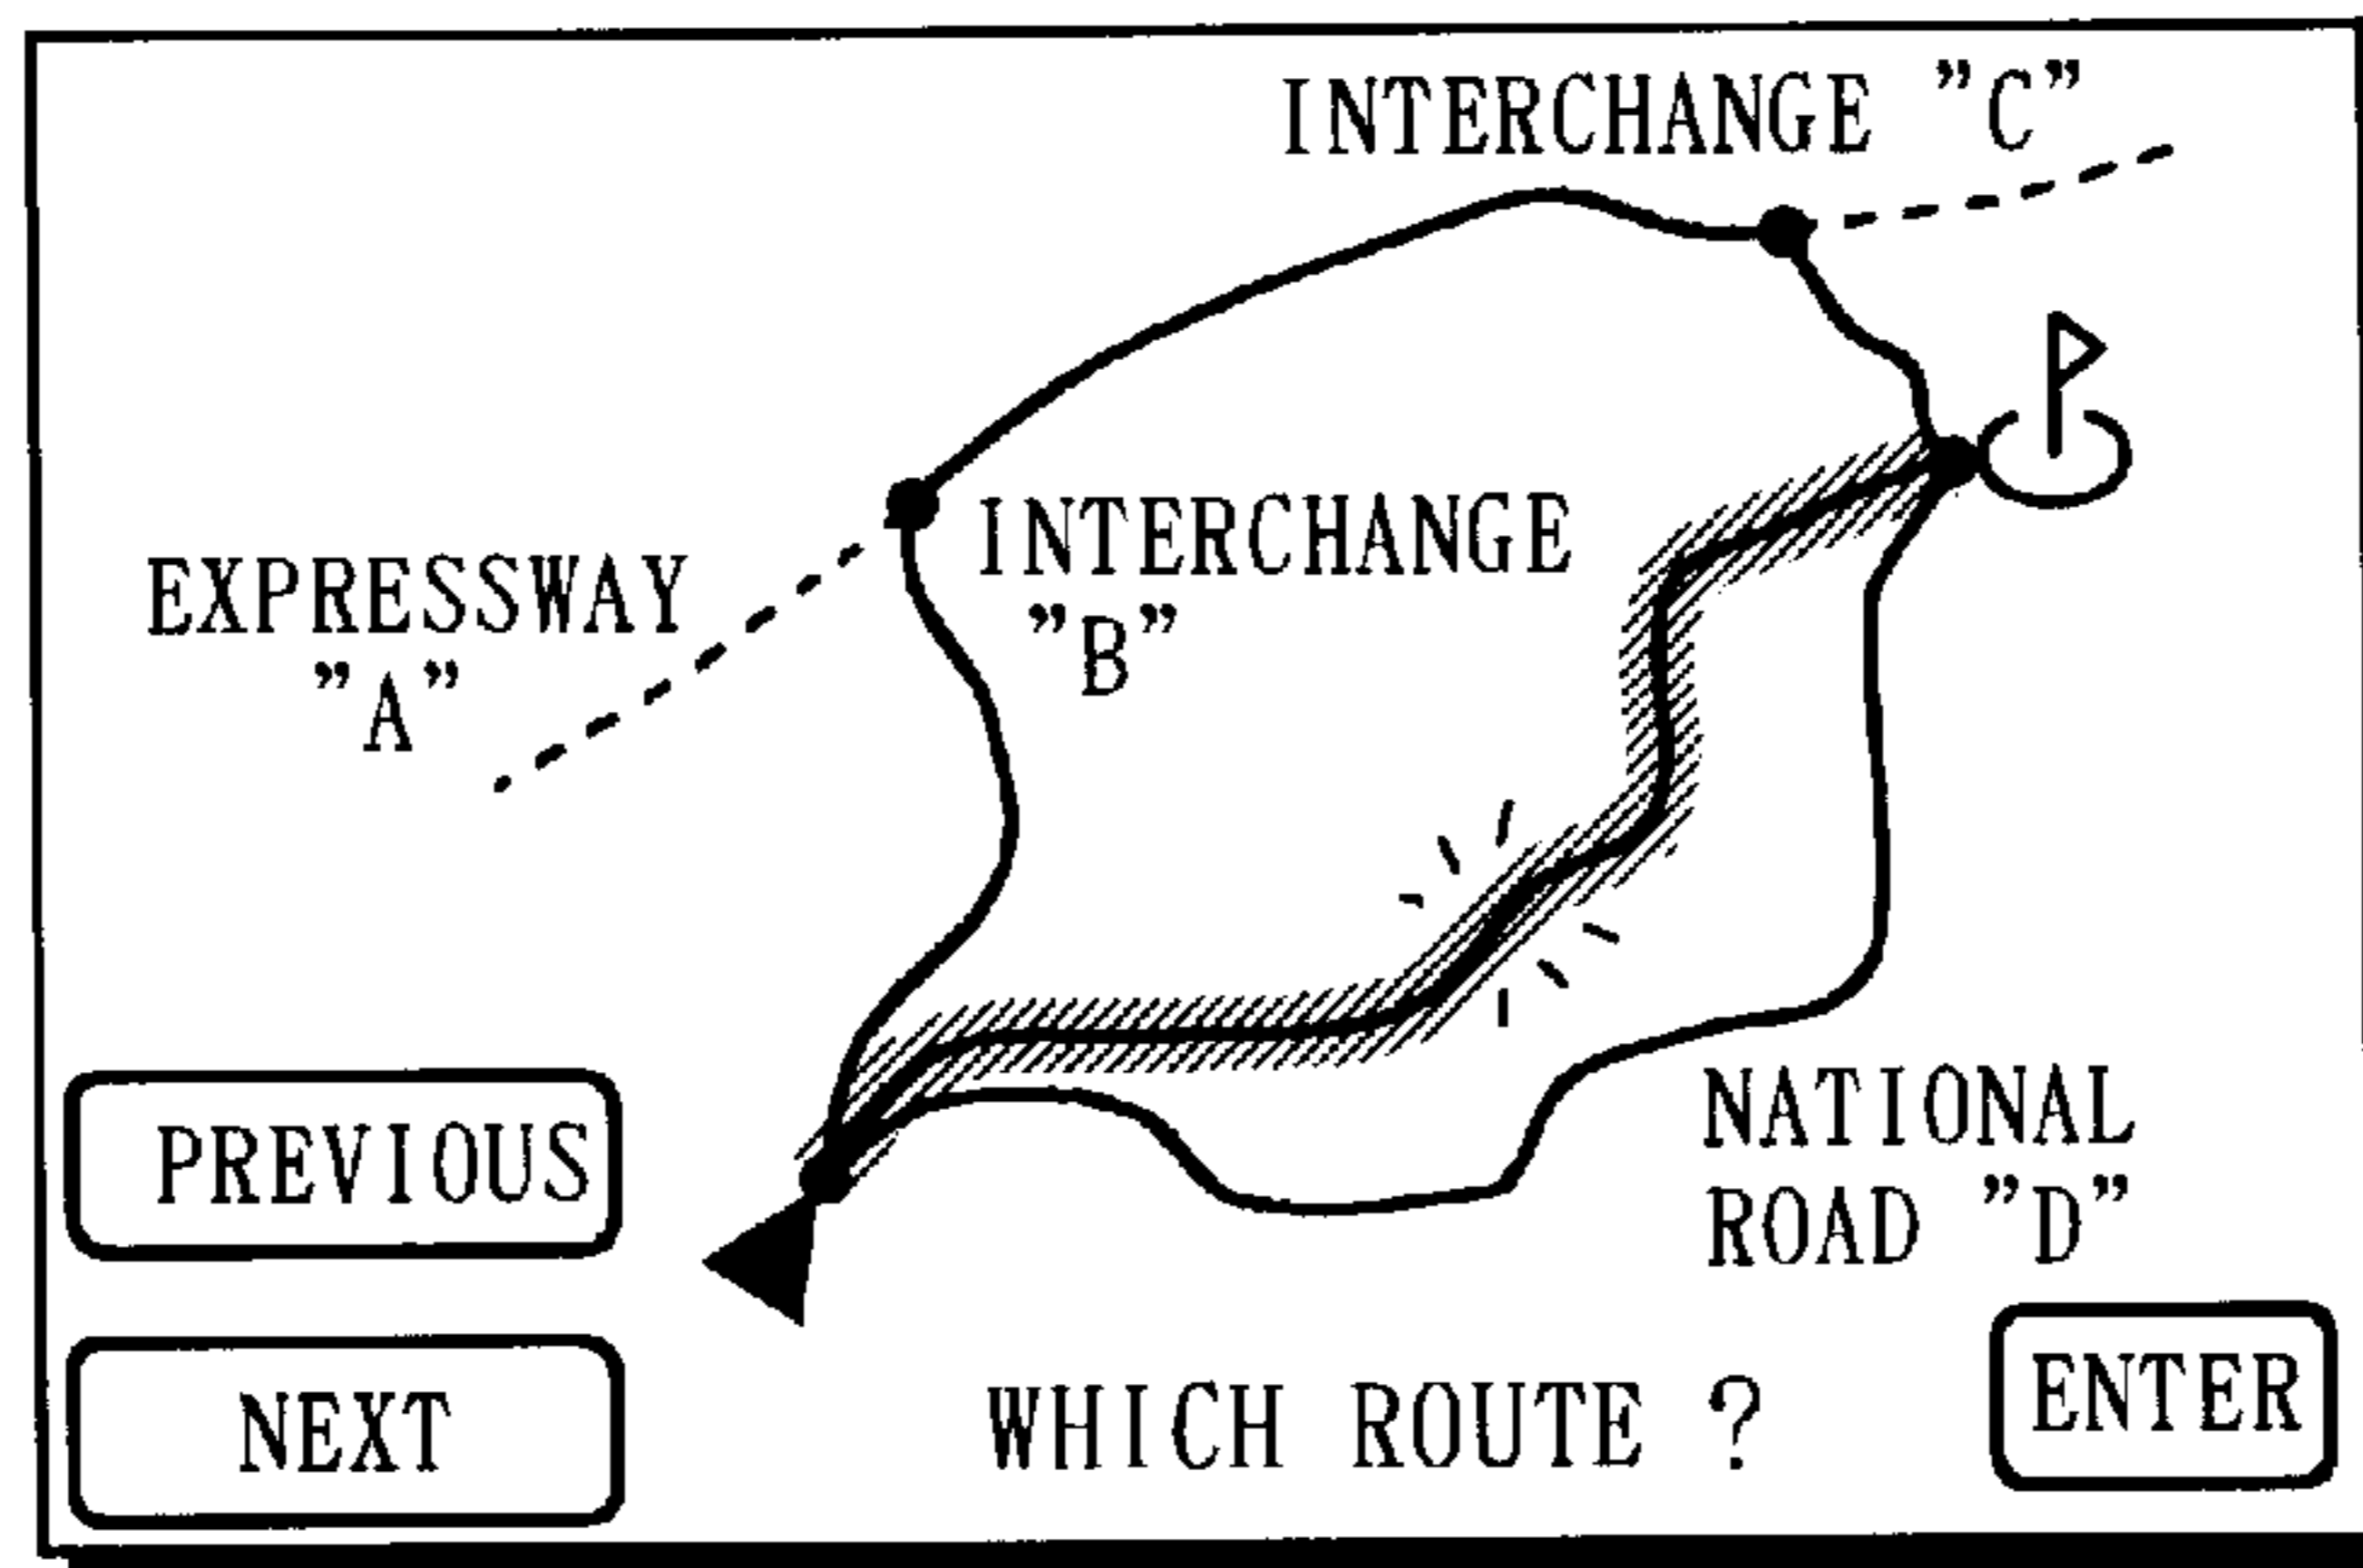 INTERCHANGE "C"
EXPRESSWAY
"A"
INTERCHANGE
"B"
NATIONAL
ROAD "D"
PREVIOUS
NEXT
WHICH ROUTE ?
ENTER